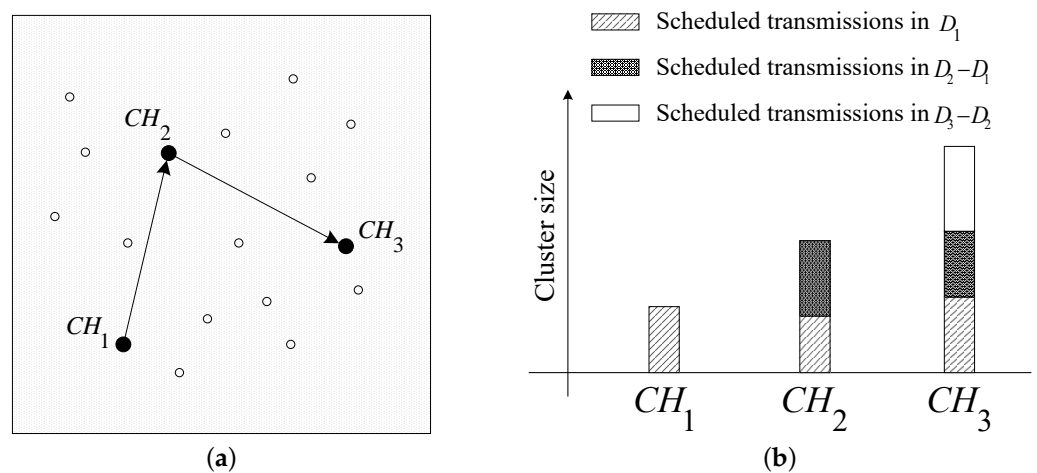 CH₂
CH₃
CH₁
(a)
Scheduled transmissions in D₁
Scheduled transmissions in D₂−D₁
Scheduled transmissions in D₃−D₂
Cluster size
CH₁ CH₂ CH₃
(b)